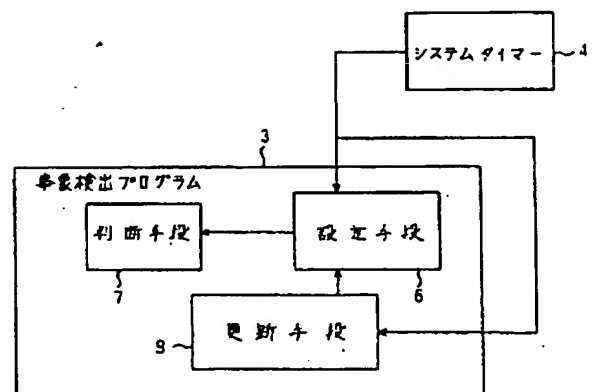 システムタイマー
4
3
事象検出プログラム
判断手段
設定手段
7
6
更新手段
9